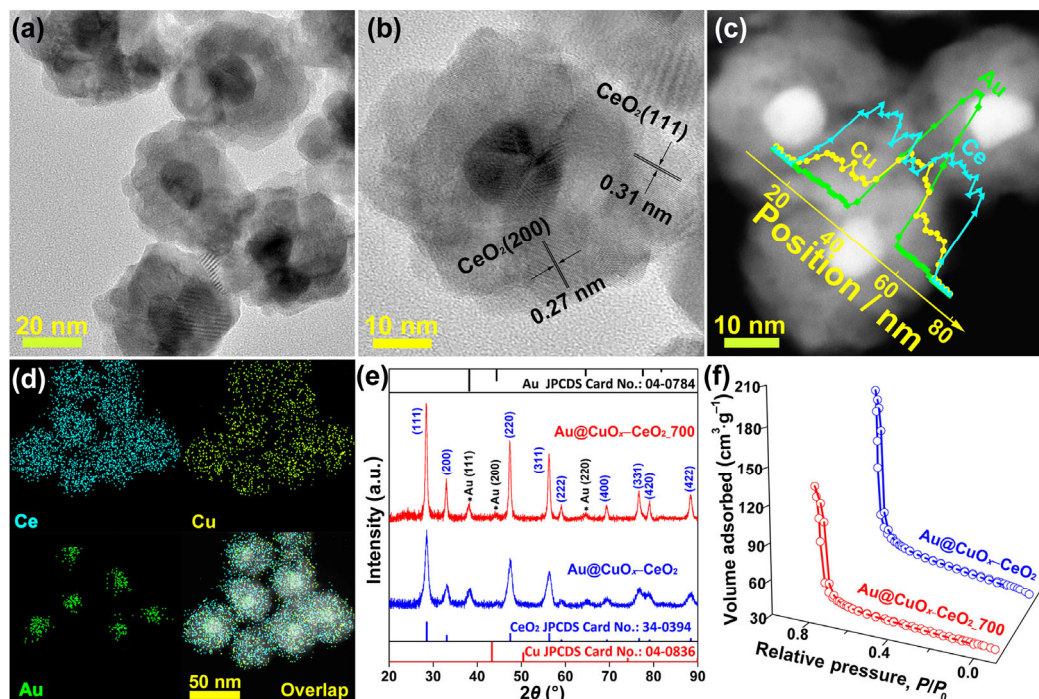 (a)
20 nm
(b)
CeO₂(111)
0.31 nm
CeO₂(200)
0.27 nm
10 nm
(c)
Au
Cu
Ce
20
40
60
80
Position / nm
10 nm
(d)
Ce
Cu
Au
50 nm
Overlap
(e)
Au JPCDS Card No.: 04-0784
(111)
(200)
Au (111)
Au (200)
(220)
(311)
(222)
Au (220)
(400)
(331)
(420)
(422)
Au@CuOₓ–CeO₂_700
Au@CuOₓ–CeO₂
CeO₂ JPCDS Card No.: 34-0394
Cu JPCDS Card No.: 04-0836
Intensity (a.u.)
10 20 30 40 50 60 70 80 90
2θ (°)
(f)
210
180
150
120
90
60
30
Volume adsorbed (cm³·g⁻¹)
Au@CuOₓ–CeO₂
Au@CuOₓ–CeO₂_700
0.8
0.4
0.0
Relative pressure, P/P₀